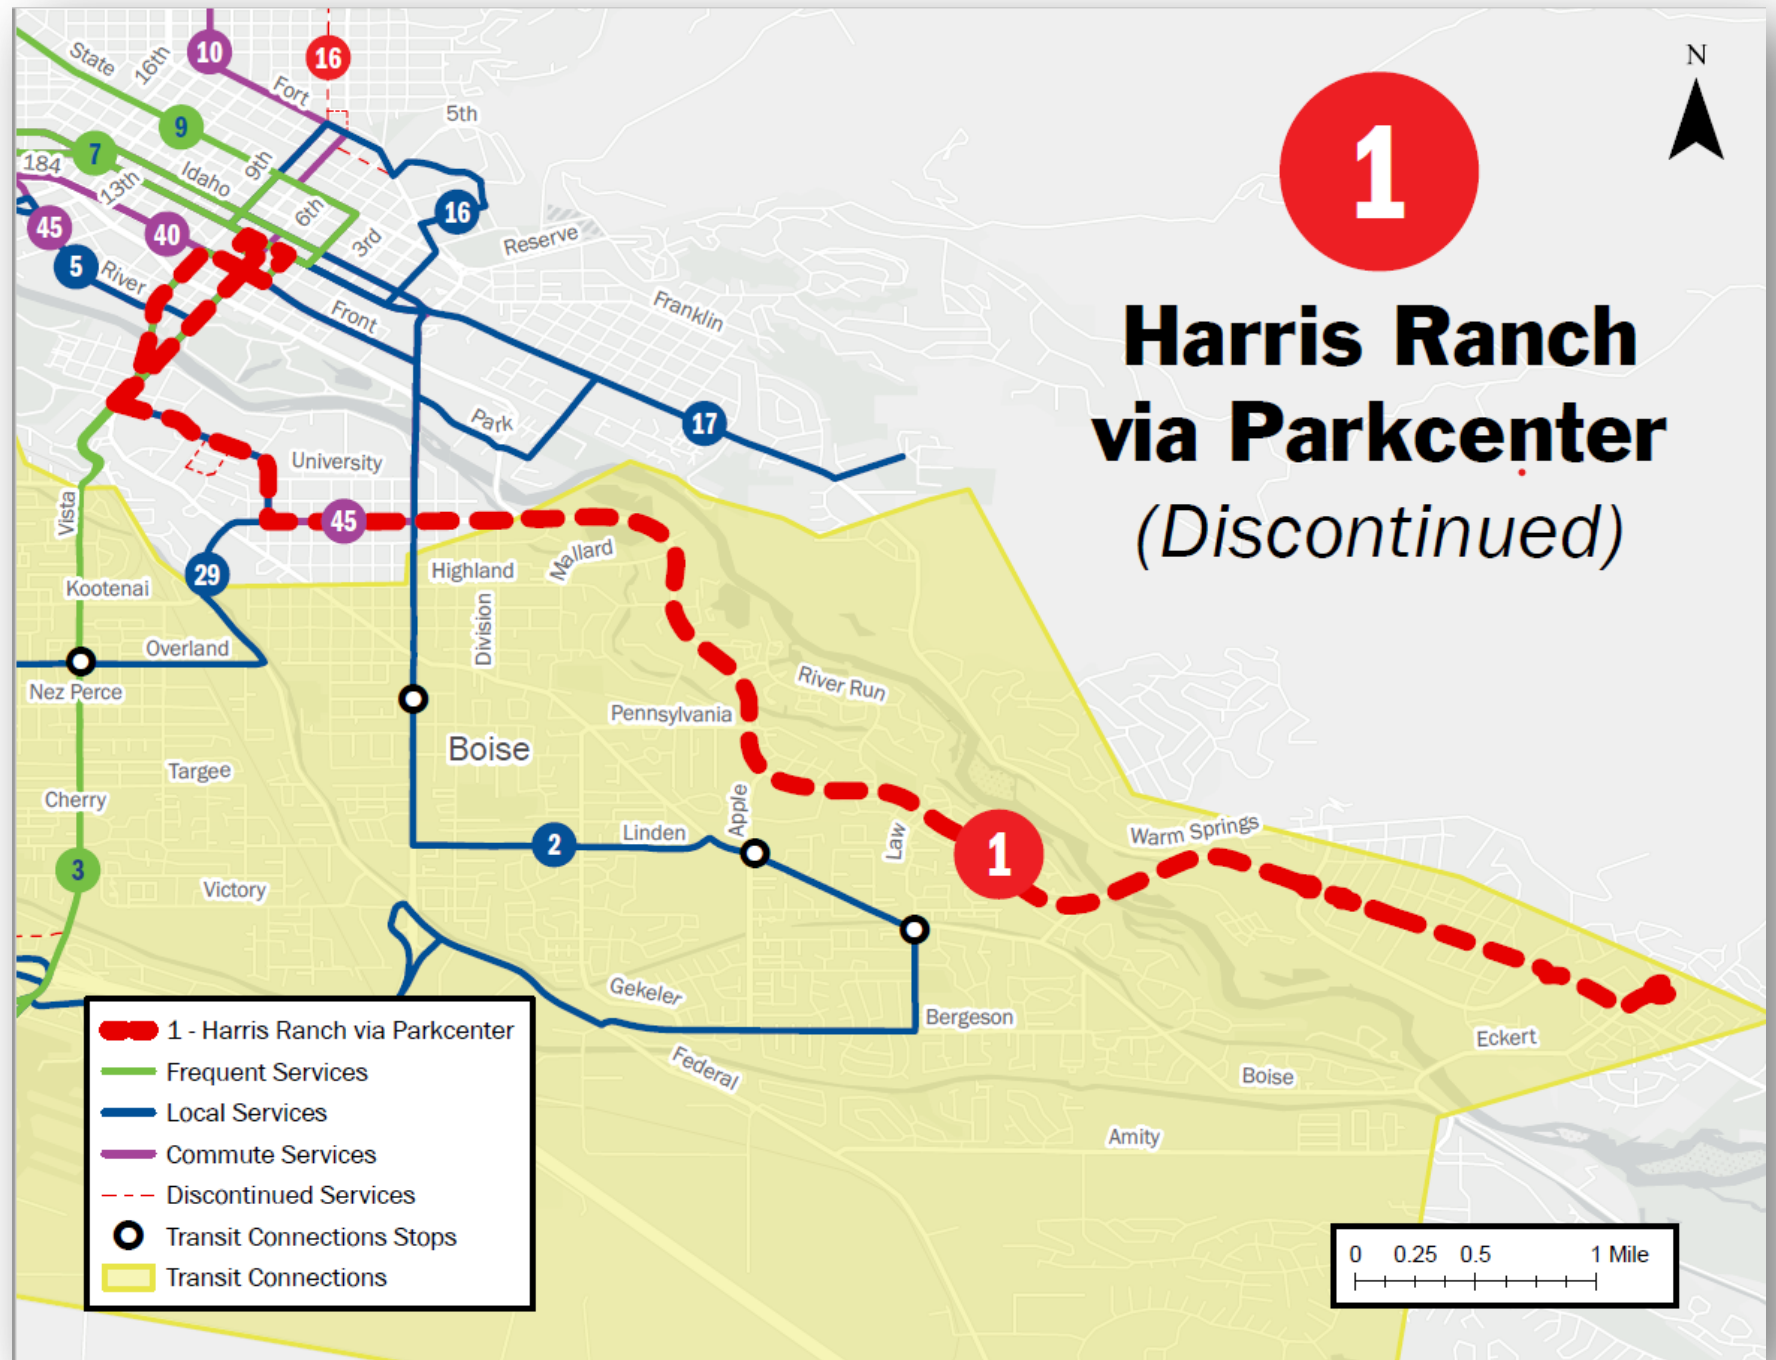 10
16
State
16th
Fort
5th
9
7
184
13th
Idaho
9th
6th
3rd
16
45
40
5
River
Front
Reserve
Franklin
N
1
Harris Ranch
via Parkcenter
(Discontinued)
Park
17
University
45
Vista
29
Kootenai
Highland
Mallard
Division
Overland
Nez Perce
River Run
Pennsylvania
Boise
Targee
Cherry
Apple
Linden
2
Law
1
Warm Springs
3
Victory
Gekeler
Bergeson
Eckert
Federal
Boise
Amity
1 - Harris Ranch via Parkcenter
Frequent Services
Local Services
Commute Services
Discontinued Services
Transit Connections Stops
Transit Connections
0 0.25 0.5 1 Mile